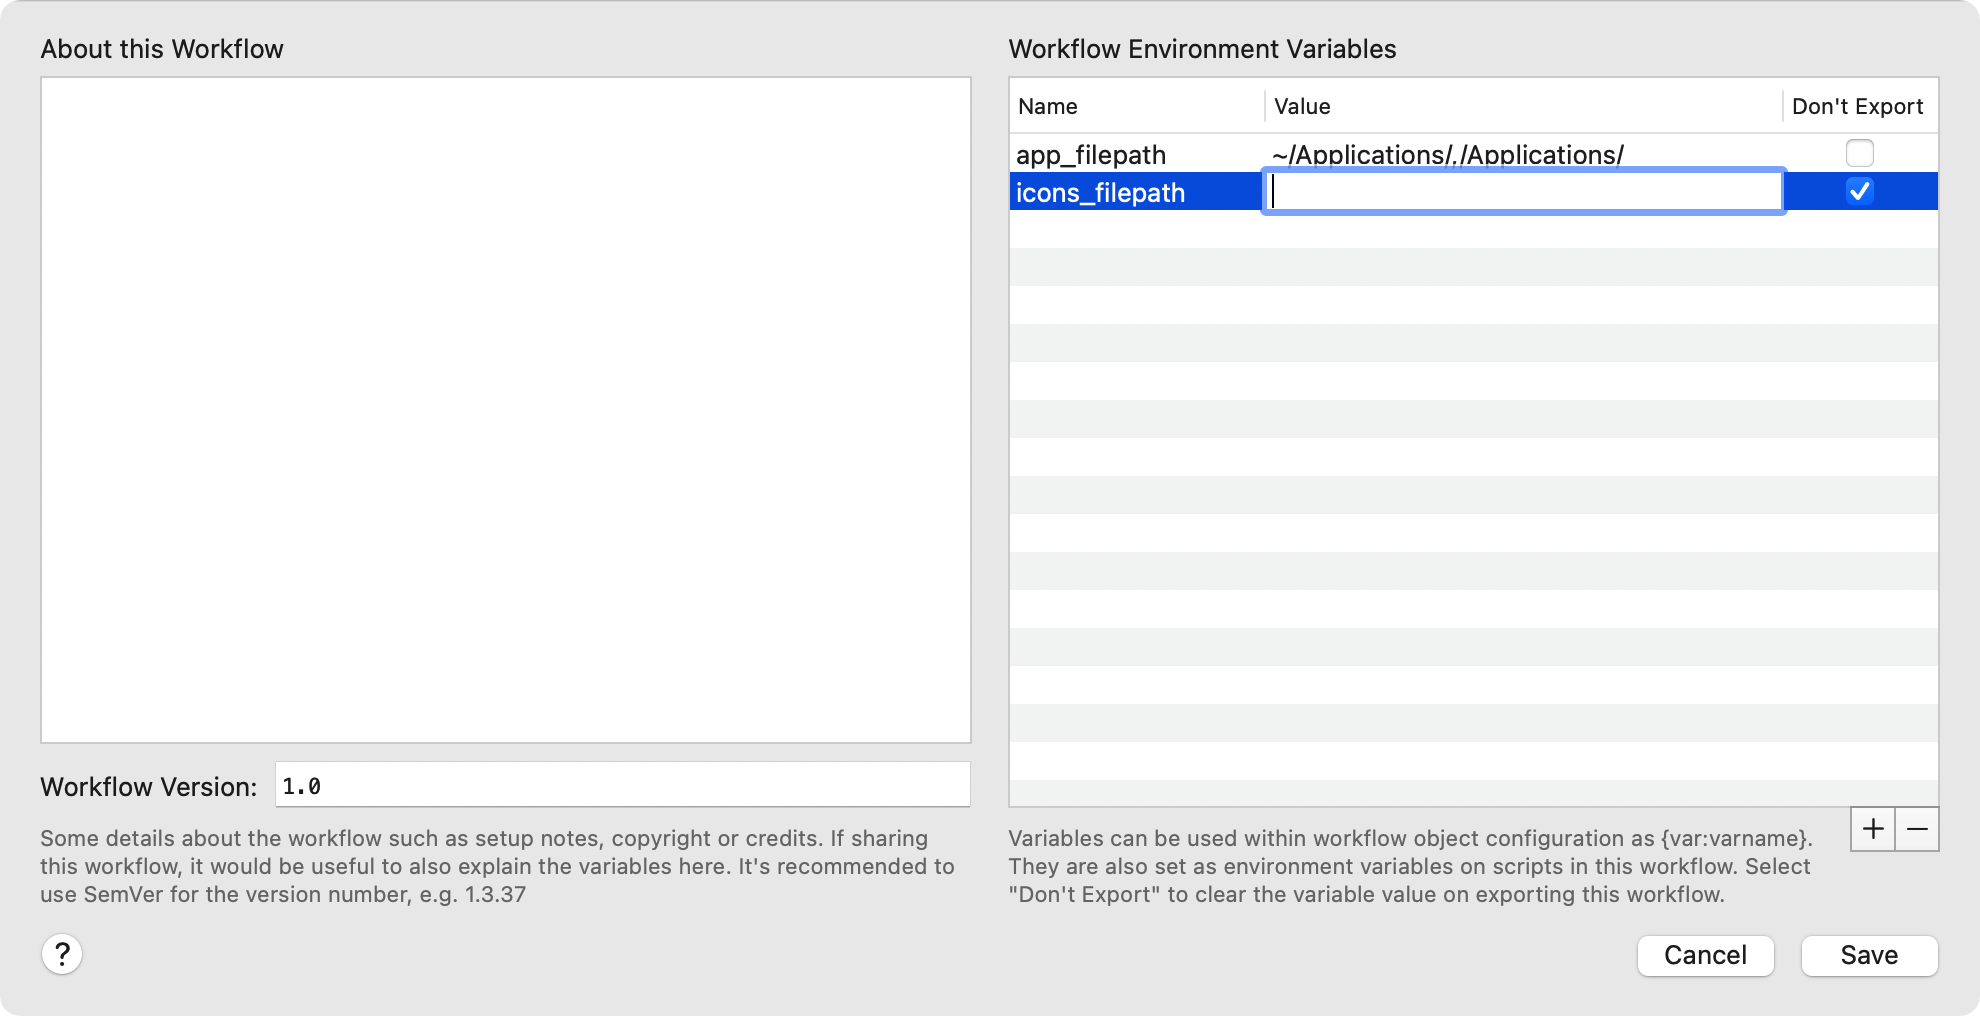 About this Workflow
Workflow Version: 1.0
Some details about the workflow such as setup notes, copyright or credits. If sharing
this workflow, it would be useful to also explain the variables here. It's recommended to
use SemVer for the version number, e.g. 1.3.37
?
Workflow Environment Variables
Name Value Don't Export
app_filepath ~/Applications/,/Applications/
icons_filepath
+ −
Variables can be used within workflow object configuration as {var:varname}.
They are also set as environment variables on scripts in this workflow. Select
"Don't Export" to clear the variable value on exporting this workflow.
Cancel Save